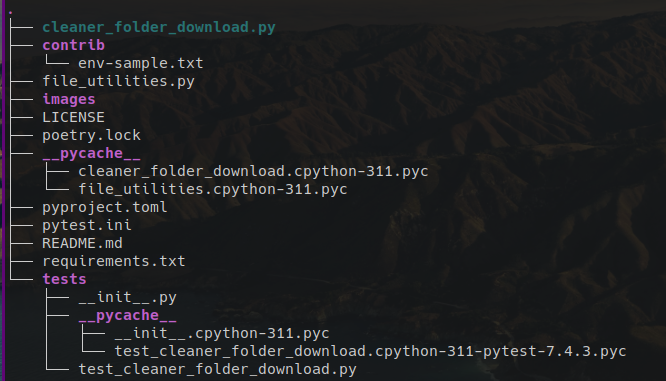 .
├── cleaner_folder_download.py
├── contrib
│   └── env-sample.txt
├── file_utilities.py
├── images
├── LICENSE
├── poetry.lock
├── __pycache__
│   ├── cleaner_folder_download.cpython-311.pyc
│   └── file_utilities.cpython-311.pyc
├── pyproject.toml
├── pytest.ini
├── README.md
├── requirements.txt
└── tests
    ├── __init__.py
    ├── __pycache__
    │   ├── __init__.cpython-311.pyc
    │   └── test_cleaner_folder_download.cpython-311-pytest-7.4.3.pyc
    └── test_cleaner_folder_download.py